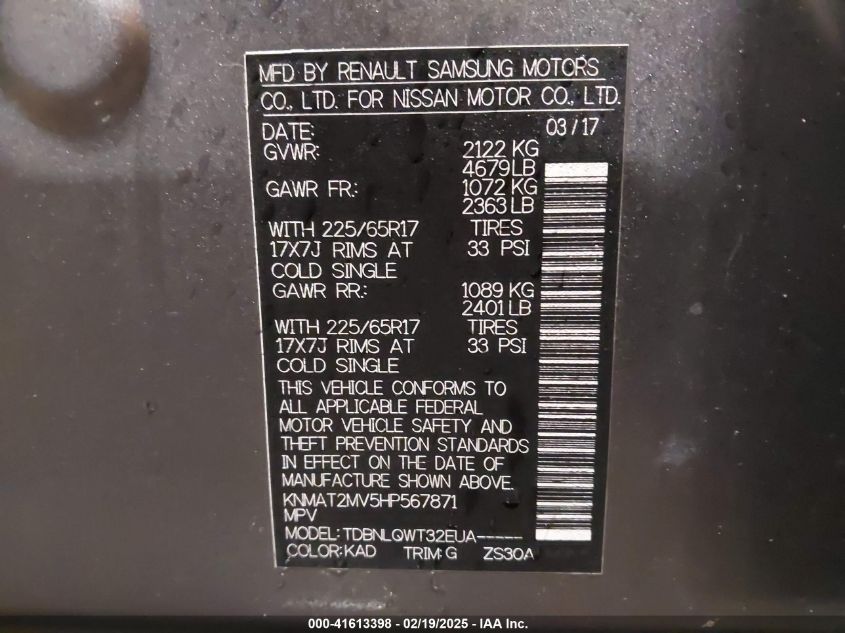 MFD BY RENAULT SAMSUNG MOTORS
CO., LTD. FOR NISSAN MOTOR CO., LTD.
DATE: 03/17
GVWR: 2122 KG
4679LB
GAWR FR.: 1072 KG
2363LB
WITH 225/65R17 TIRES
17X7J RIMS AT 33 PSI
COLD SINGLE
GAWR RR.: 1089 KG
2401LB
WITH 225/65R17 TIRES
17X7J RIMS AT 33 PSI
COLD SINGLE
THIS VEHICLE CONFORMS TO
ALL APPLICABLE FEDERAL
MOTOR VEHICLE SAFETY AND
THEFT PREVENTION STANDARDS
IN EFFECT ON THE DATE OF
MANUFACTURE SHOWN ABOVE.
KNMAT2MV5HP567871
MPV
MODEL: TDBNLQWT32EUA-----
COLOR: KAD TRIM: G ZS30A
000-41613398 - 02/19/2025 - IAA Inc.